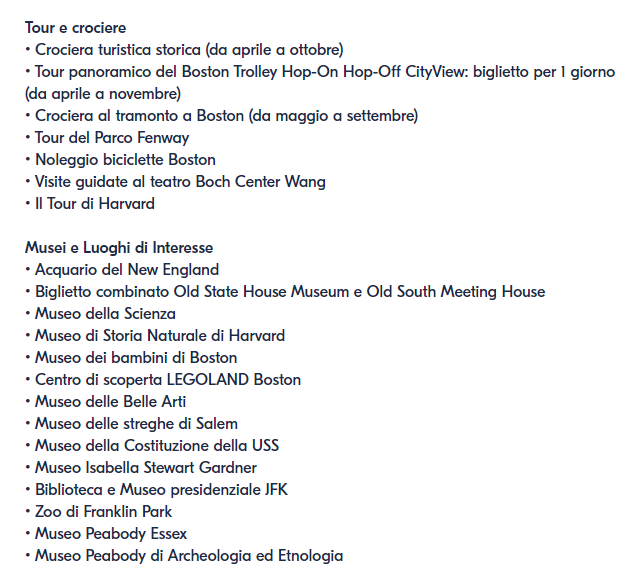 Tour e crociere
• Crociera turistica storica (da aprile a ottobre)
• Tour panoramico del Boston Trolley Hop-On Hop-Off CityView: biglietto per 1 giorno
(da aprile a novembre)
• Crociera al tramonto a Boston (da maggio a settembre)
• Tour del Parco Fenway
• Noleggio biciclette Boston
• Visite guidate al teatro Boch Center Wang
• Il Tour di Harvard
Musei e Luoghi di Interesse
• Acquario del New England
• Biglietto combinato Old State House Museum e Old South Meeting House
• Museo della Scienza
• Museo di Storia Naturale di Harvard
• Museo dei bambini di Boston
• Centro di scoperta LEGOLAND Boston
• Museo delle Belle Arti
• Museo delle streghe di Salem
• Museo della Costituzione della USS
• Museo Isabella Stewart Gardner
• Biblioteca e Museo presidenziale JFK
• Zoo di Franklin Park
• Museo Peabody Essex
• Museo Peabody di Archeologia ed Etnologia